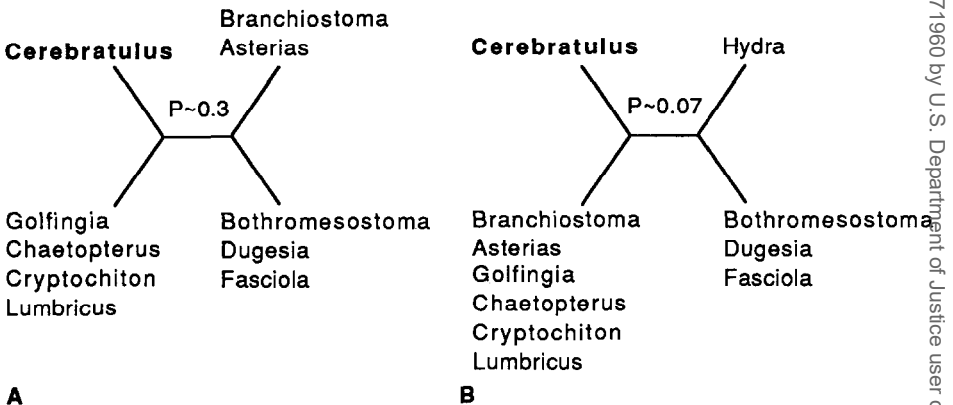 Branchiostoma
Cerebratulus Asterias
P~0.3
Golfingia
Chaetopterus
Cryptochiton
Lumbricus
Bothromesostoma
Dugesia
Fasciola
A
Cerebratulus Hydra
P~0.07
Branchiostoma
Asterias
Golfingia
Chaetopterus
Cryptochiton
Lumbricus
Bothromesostoma
Dugesia
Fasciola
B
71960 by U.S. Department of Justice user